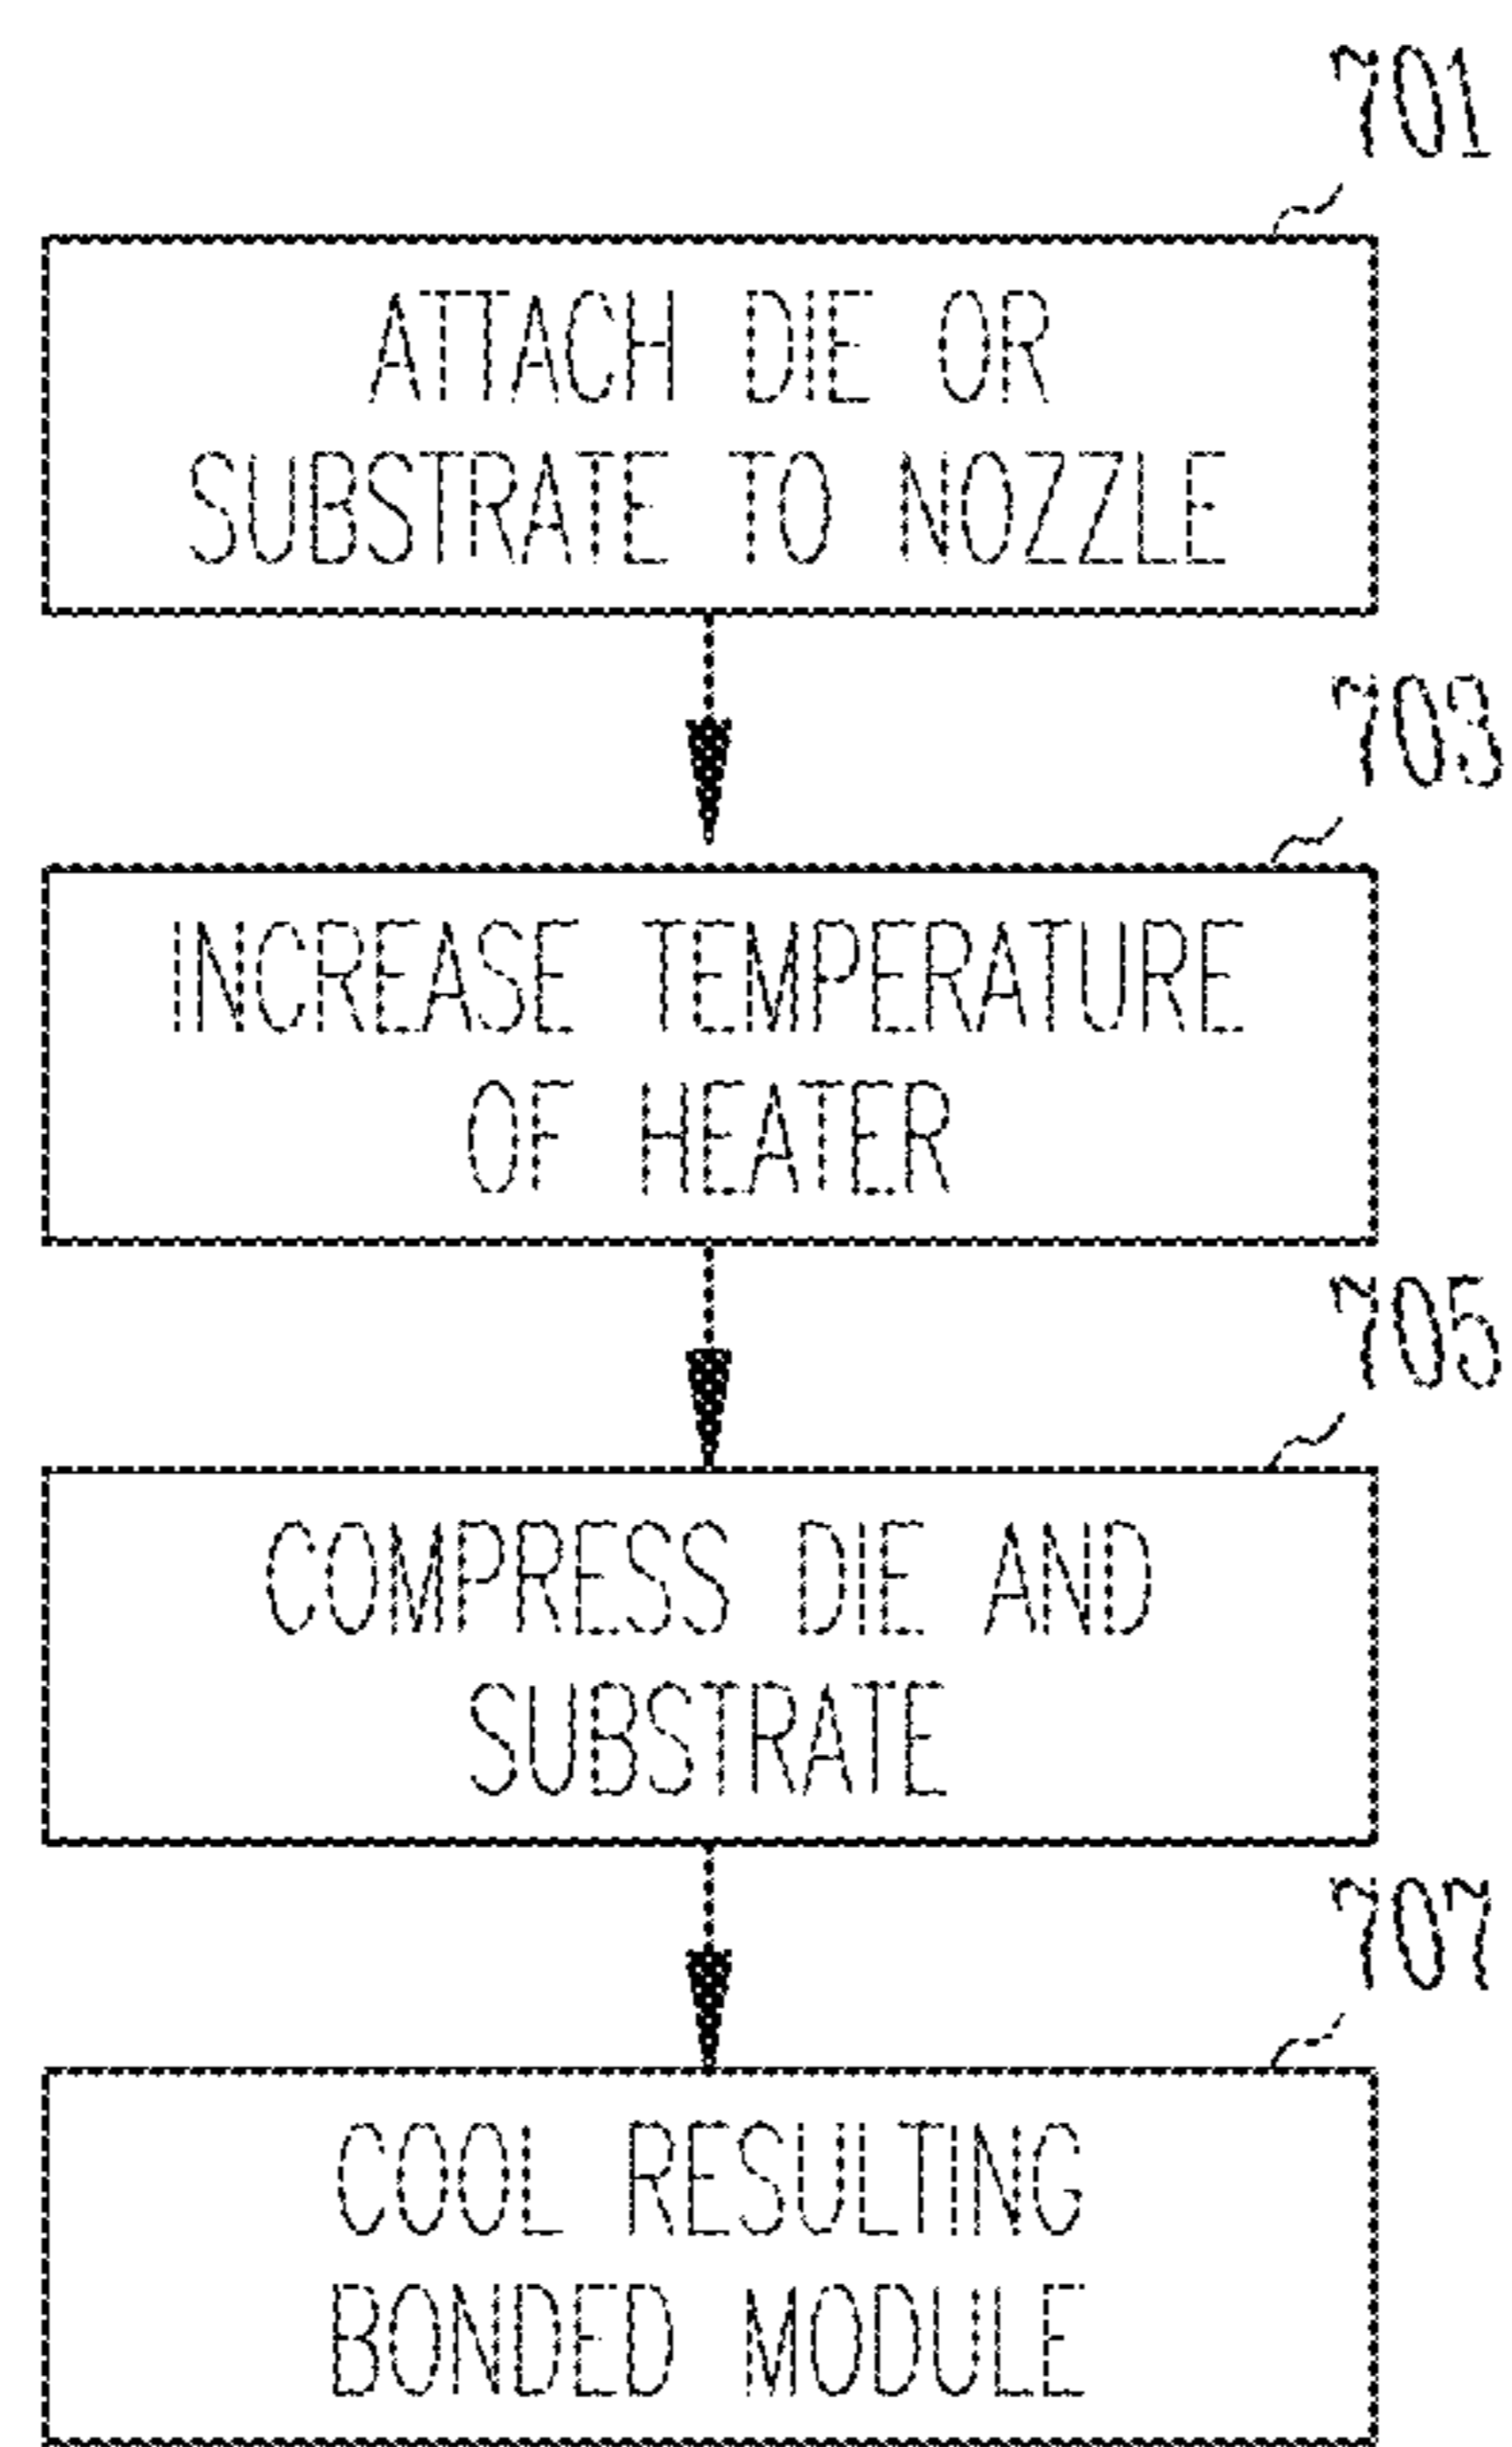 701
ATTACH DIE OR
SUBSTRATE TO NOZZLE
703
INCREASE TEMPERATURE
OF HEATER
705
COMPRESS DIE AND
SUBSTRATE
707
COOL RESULTING
BONDED MODULE